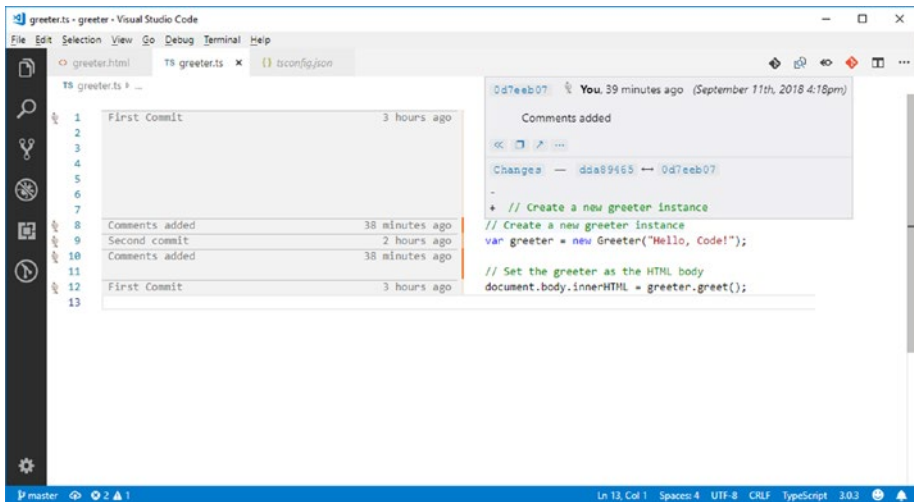 greeter.ts - greeter - Visual Studio Code
File Edit Selection View Go Debug Terminal Help
greeter.html TS greeter.ts × {} tsconfig.json ...
TS greeter.ts ...
0d7eeb07 You, 39 minutes ago (September 11th, 2018 4:18pm)
Comments added
Changes — dda89465 ↔ 0d7eeb07
-
+ // Create a new greeter instance
1 First Commit 3 hours ago
2
3
4
5
6
7
8 Comments added 38 minutes ago // Create a new greeter instance
9 Second commit 2 hours ago var greeter = new Greeter("Hello, Code!");
10 Comments added 38 minutes ago
11 // Set the greeter as the HTML body
12 First Commit 3 hours ago document.body.innerHTML = greeter.greet();
13
master 2 1 Ln 13, Col 1 Spaces: 4 UTF-8 CRLF TypeScript 3.0.3